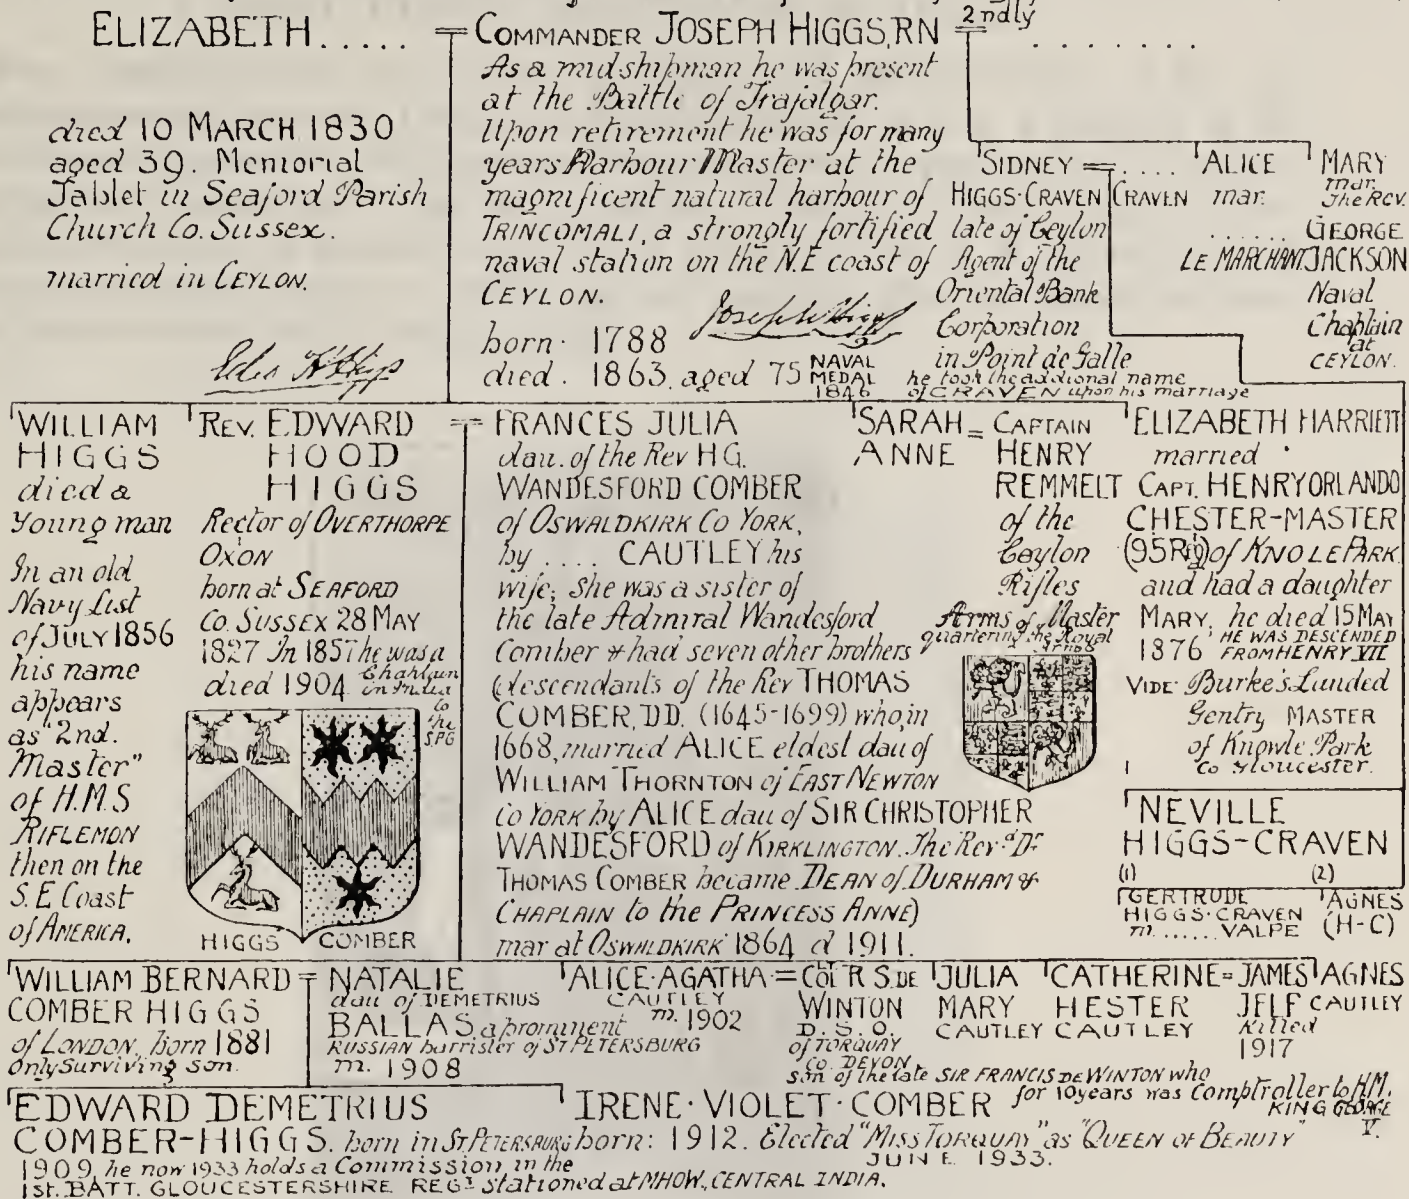 ELIZABETH.....
died 10 MARCH 1830
aged 39. Memorial
Tablet in Seaford Parish
Church Co. Sussex.
married in CEYLON.
COMMANDER JOSEPH HIGGS, RN
As a midshipman he was present
at the Battle of Trafalgar.
Upon retirement he was for many
years Harbour Master at the
magnificent natural harbour of
TRINCOMALI, a strongly fortified
naval station on the N.E coast of
CEYLON.
born. 1788
died. 1863, aged 75
NAVAL
MEDAL
1846
2ndly
. . . . . . . .
SIDNEY = ....
HIGGS-CRAVEN CRAVEN
late of Ceylon
Agent of the
Oriental Bank
Corporation
in Point de Galle
he took the additional name
of CRAVEN upon his marriage
ALICE
mar.
......
LE MARCHANT
MARY
mar.
The Rev.
GEORGE
JACKSON
Naval
Chaplain
at
CEYLON.
WILLIAM
HIGGS
died a
Young man
In an old
Navy List
of JULY 1856
his name
appears
as "2nd.
Master"
of H.M.S
RIFLEMON
then on the
S.E Coast
of AMERICA.
REV. EDWARD
HOOD
HIGGS
Rector of OVERTHORPE
OXON
born at SEAFORD
CO. SUSSEX 28 MAY
1827 In 1857 he was a
Chaplain
in India
to
the
S.P.G
died 1904
HIGGS COMBER
= FRANCES JULIA
dau. of the Rev H.G.
WANDESFORD COMBER
of OSWALDKIRK Co YORK,
by .... CAUTLEY his
wife; She was a sister of
the late Admiral Wandesford
Comber & had seven other brothers
(descendants of the Rev THOMAS
COMBER, DD. (1645-1699) who, in
1668, married ALICE eldest dau of
WILLIAM THORNTON of EAST NEWTON
Co YORK by ALICE dau of SIR CHRISTOPHER
WANDESFORD of KIRKLINGTON. The Revd Dr
THOMAS COMBER became DEAN of DURHAM &
CHAPLAIN to the PRINCESS ANNE)
mar at OSWALDKIRK 1864 d 1911.
SARAH =
ANNE
CAPTAIN
HENRY
REMMELT
of the
Ceylon
Rifles
Arms of Master
quartering the Royal
Arms
ELIZABETH HARRIETT
married
CAPT. HENRY ORLANDO
CHESTER-MASTER
(95 Regt) of KNOLE PARK
and had a daughter
MARY, he died 15 MAY
1876 HE WAS DESCENDED
FROM HENRY VII
VIDE Burke's Landed
Gentry MASTER
of Knowle Park
Co Gloucester.
NEVILLE
HIGGS-CRAVEN
(1) (2)
GERTRUDE
HIGGS-CRAVEN
m. ...... VALPE
AGNES
(H-C)
WILLIAM BERNARD =
COMBER HIGGS
of LONDON, born 1881
only surviving son.
NATALIE
dau of DEMETRIUS
BALLAS a prominent
RUSSIAN barrister of ST PETERSBURG
m. 1908
ALICE-AGATHA =
CAUTLEY
m. 1902
COLT R S. DE
WINTON
D.S.O.
of TORQUAY
Co DEVON
son of the late SIR FRANCIS DE WINTON who
for 10 years was Comptroller to H.M.
KING GEORGE
V.
JULIA
MARY
CAUTLEY
CATHERINE =
HESTER
CAUTLEY
JAMES
JELF
Killed
1917
AGNES
CAUTLEY
EDWARD DEMETRIUS
COMBER-HIGGS. born in ST. PETERSBURG
1909, he now 1933 holds a Commission in the
1st. BATT. GLOUCESTERSHIRE REGt stationed at MHOW, CENTRAL INDIA.
IRENE-VIOLET-COMBER
born: 1912. Elected "MISS TORQUAY" as "QUEEN OF BEAUTY"
JUNE 1933.